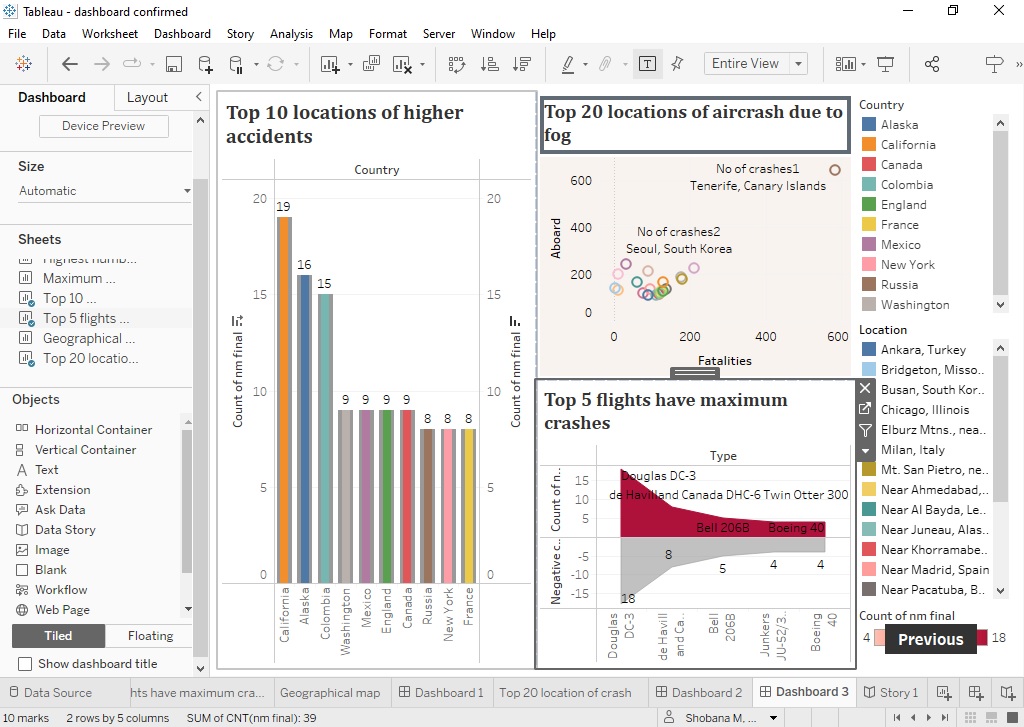 Tableau - dashboard confirmed
File Data Worksheet Dashboard Story Analysis Map Format Server Window Help
Entire View
Dashboard Layout
Device Preview
Size
Automatic
Sheets
Highest numb...
Maximum ...
Top 10 ...
Top 5 flights ...
Geographical ...
Top 20 locatio...
Objects
Horizontal Container
Vertical Container
Text
Extension
Ask Data
Data Story
Image
Blank
Workflow
Web Page
Tiled Floating
Show dashboard title
Top 10 locations of higher
accidents
Country
Count of nm final
20
15
10
5
0
19
16
15
9
9
9
9
8
8
8
20
15
10
5
0
Count of nm final
California
Alaska
Colombia
Washington
Mexico
England
Canada
Russia
New York
France
Top 20 locations of aircrash due to
fog
Aboard
600
400
200
0
No of crashes1
Tenerife, Canary Islands
No of crashes2
Seoul, South Korea
0 200 400 600
Fatalities
Top 5 flights have maximum
crashes
Type
Count of n..
15
10
5
Douglas DC-3
de Havilland Canada DHC-6 Twin Otter 300
Bell 206B
Boeing 40
Negative c..
-5
-10
-15
18
8
5
4
4
Douglas
DC-3
de Havill
and Ca..
Bell
206B
Junkers
JU-52/3..
Boeing
40
Country
Alaska
California
Canada
Colombia
England
France
Mexico
New York
Russia
Washington
Location
Ankara, Turkey
Bridgeton, Misso..
Busan, South Kor..
Chicago, Illinois
Elburz Mtns., nea..
Milan, Italy
Mt. San Pietro, ne..
Near Ahmedabad,..
Near Al Bayda, Le..
Near Juneau, Alas..
Near Khorramabe..
Near Madrid, Spain
Near Pacatuba, B..
Count of nm final
4 18
Previous
Data Source hts have maximum cra... Geographical map Dashboard 1 Top 20 location of crash Dashboard 2 Dashboard 3 Story 1
10 marks 2 rows by 5 columns SUM of CNT(nm final): 39 Shobana M, ...